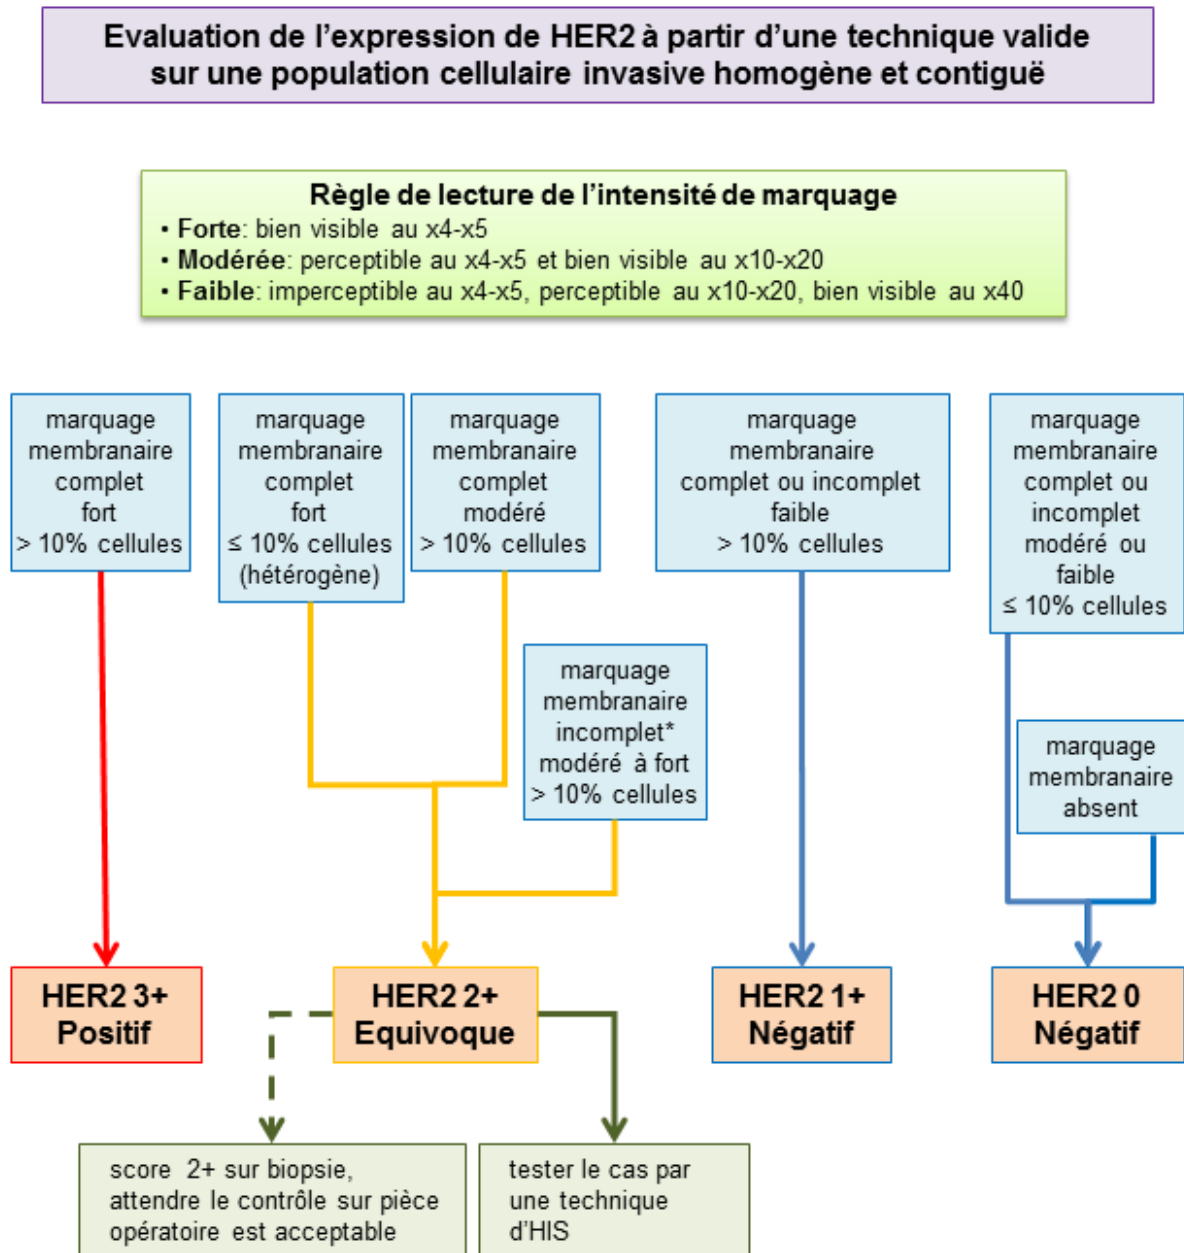 Evaluation de l'expression de HER2 à partir d'une technique valide
sur une population cellulaire invasive homogène et contiguë
Règle de lecture de l'intensité de marquage
• Forte: bien visible au x4-x5
• Modérée: perceptible au x4-x5 et bien visible au x10-x20
• Faible: imperceptible au x4-x5, perceptible au x10-x20, bien visible au x40
marquage
membranaire
complet
fort
> 10% cellules
marquage
membranaire
complet
fort
≤ 10% cellules
(hétérogène)
marquage
membranaire
complet
modéré
> 10% cellules
marquage
membranaire
incomplet*
modéré à fort
> 10% cellules
marquage
membranaire
complet ou incomplet
faible
> 10% cellules
marquage
membranaire
complet ou
incomplet
modéré ou
faible
≤ 10% cellules
marquage
membranaire
absent
HER2 3+
Positif
HER2 2+
Equivoque
HER2 1+
Négatif
HER2 0
Négatif
score 2+ sur biopsie,
attendre le contrôle sur pièce
opératoire est acceptable
tester le cas par
une technique
d'HIS